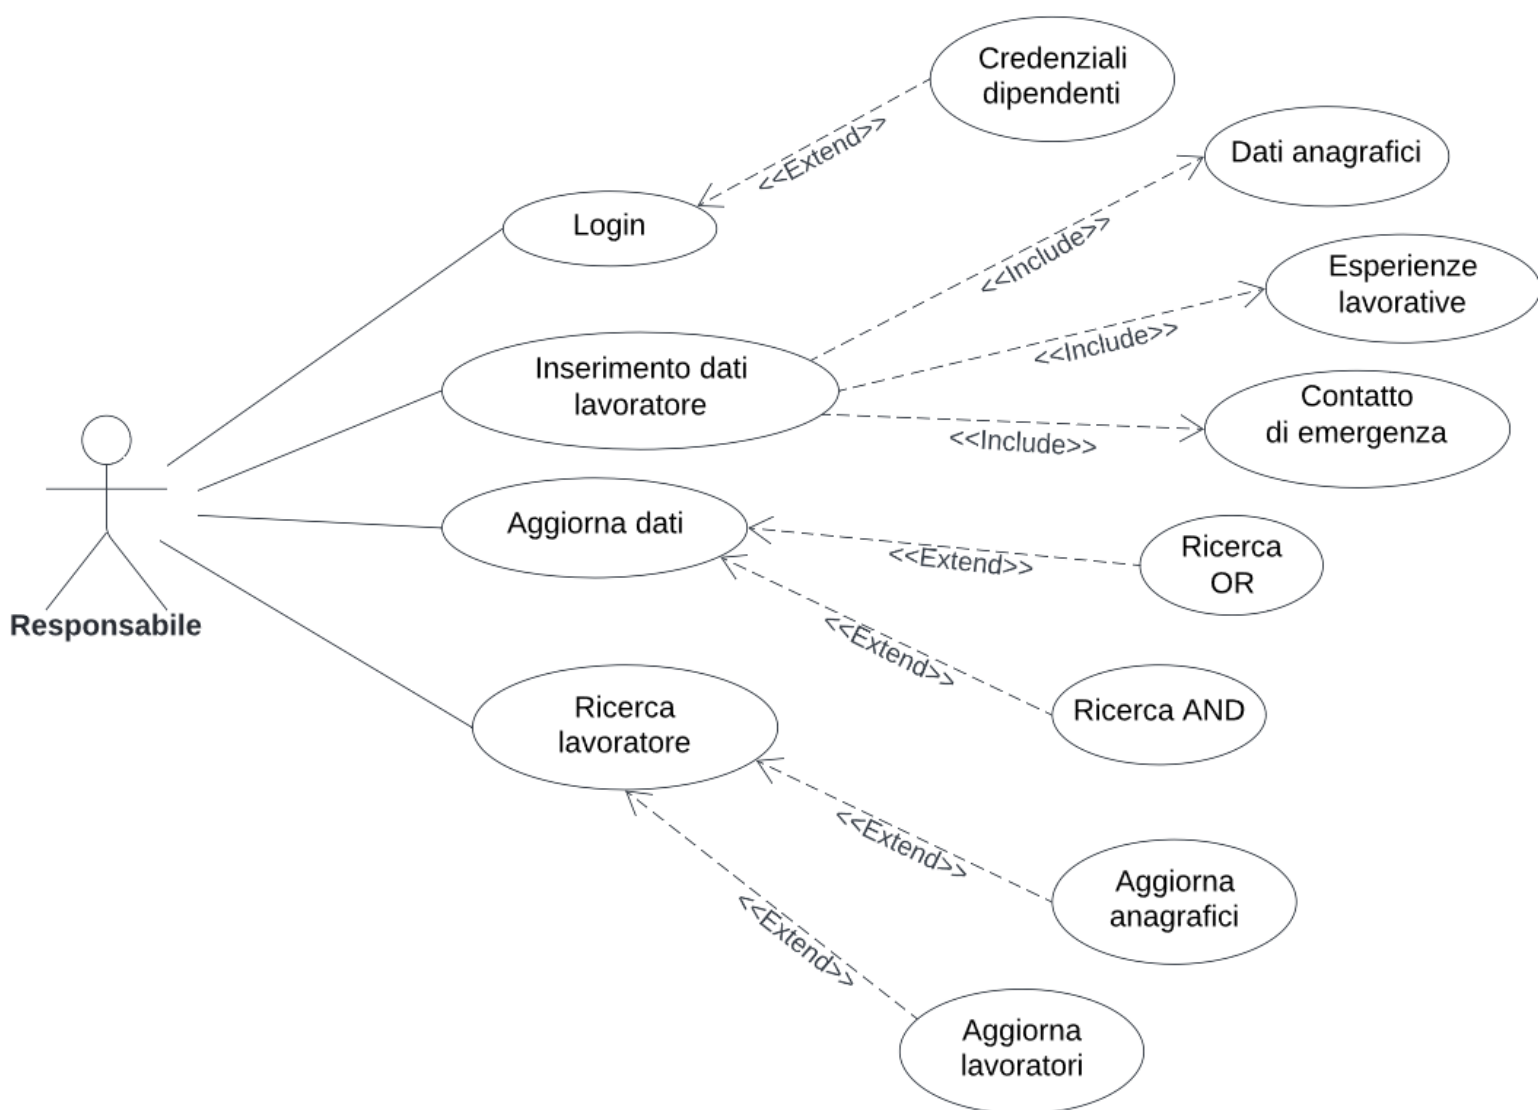 Credenziali
dipendenti
<<Extend>>
Dati anagrafici
Login
<<Include>>
Esperienze
lavorative
<<Include>>
Inserimento dati
lavoratore
Contatto
di emergenza
<<Include>>
Aggiorna dati
<<Extend>>
Ricerca
OR
Responsabile
<<Extend>>
Ricerca AND
Ricerca
lavoratore
<<Extend>>
Aggiorna
anagrafici
<<Extend>>
Aggiorna
lavoratori